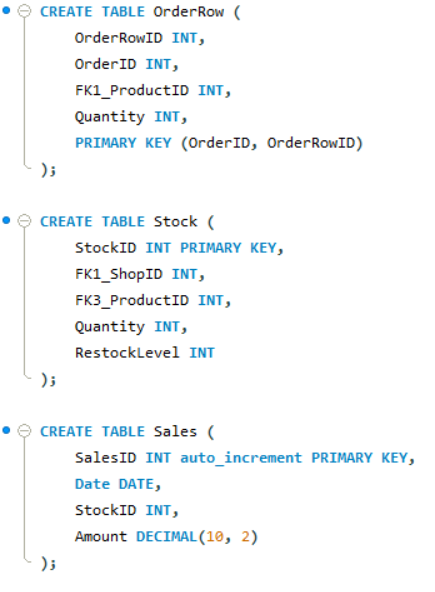 CREATE TABLE OrderRow (
OrderRowID INT,
OrderID INT,
FK1_ProductID INT,
Quantity INT,
PRIMARY KEY (OrderID, OrderRowID)
);
CREATE TABLE Stock (
StockID INT PRIMARY KEY,
FK1_ShopID INT,
FK3_ProductID INT,
Quantity INT,
RestockLevel INT
);
CREATE TABLE Sales (
SalesID INT auto_increment PRIMARY KEY,
Date DATE,
StockID INT,
Amount DECIMAL(10, 2)
);